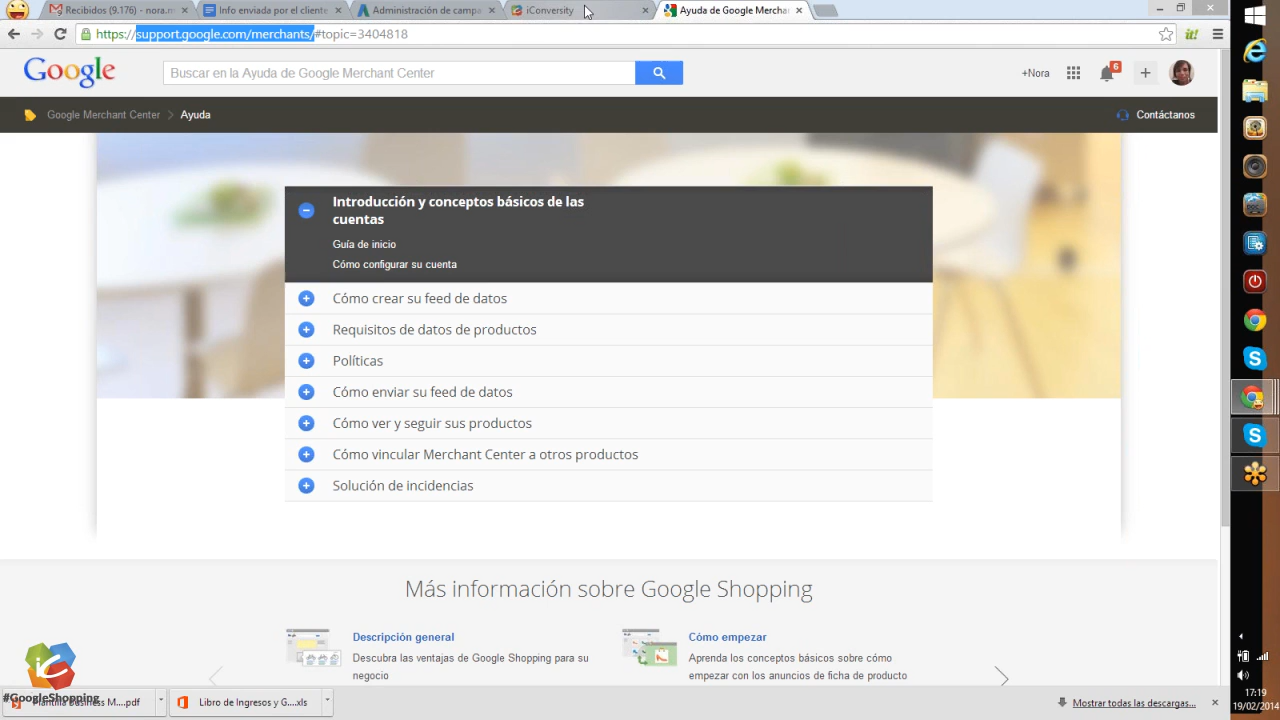 Recibidos (9.176) - nora.m
Info enviada por el cliente
Administración de campa
iConversity
Ayuda de Google Merchar
https://support.google.com/merchants/#topic=3404818
it!
Google
Buscar en la Ayuda de Google Merchant Center
+Nora
6
Google Merchant Center > Ayuda
Contáctanos
Introducción y conceptos básicos de las
cuentas
Guía de inicio
Cómo configurar su cuenta
Cómo crear su feed de datos
Requisitos de datos de productos
Políticas
Cómo enviar su feed de datos
Cómo ver y seguir sus productos
Cómo vincular Merchant Center a otros productos
Solución de incidencias
Más información sobre Google Shopping
Descripción general
Descubra las ventajas de Google Shopping para su
negocio
Cómo empezar
Aprenda los conceptos básicos sobre cómo
empezar con los anuncios de ficha de producto
#GoogleShopping
Plantilla Business M....pdf
Libro de Ingresos y G....xls
Mostrar todas las descargas...
17:19
19/02/2014